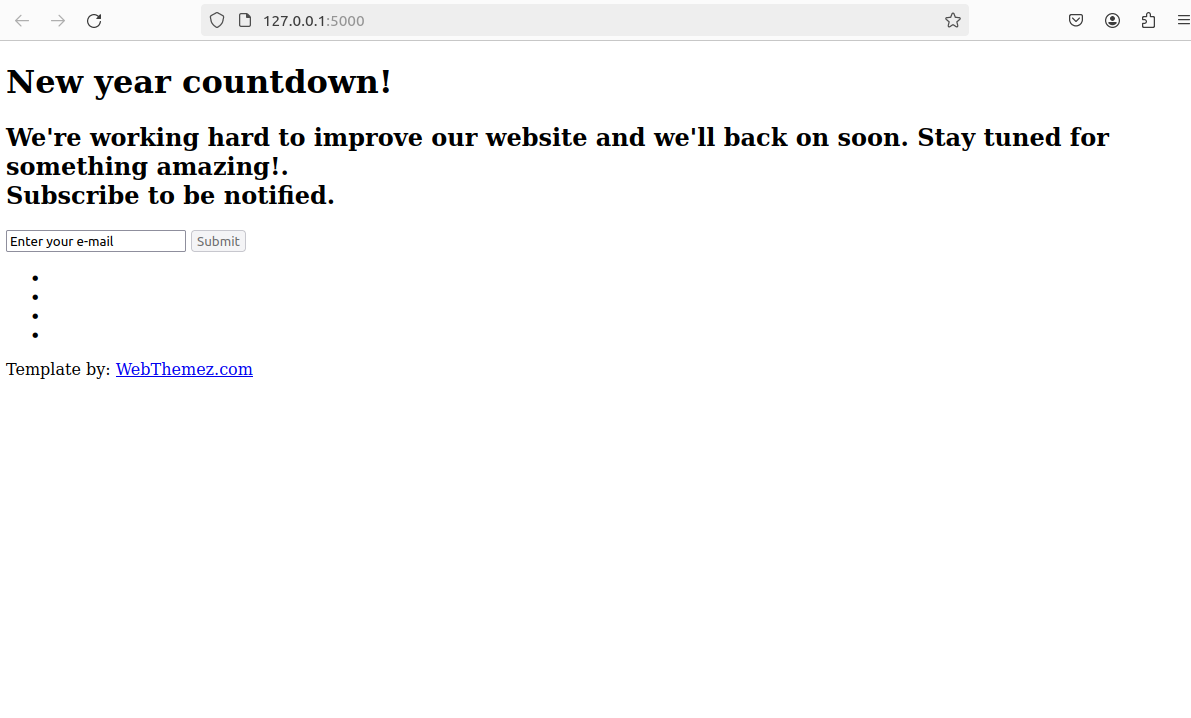 127.0.0.1:5000
New year countdown!
We're working hard to improve our website and we'll back on soon. Stay tuned for
something amazing!.
Subscribe to be notified.
Enter your e-mail Submit
Template by: WebThemez.com